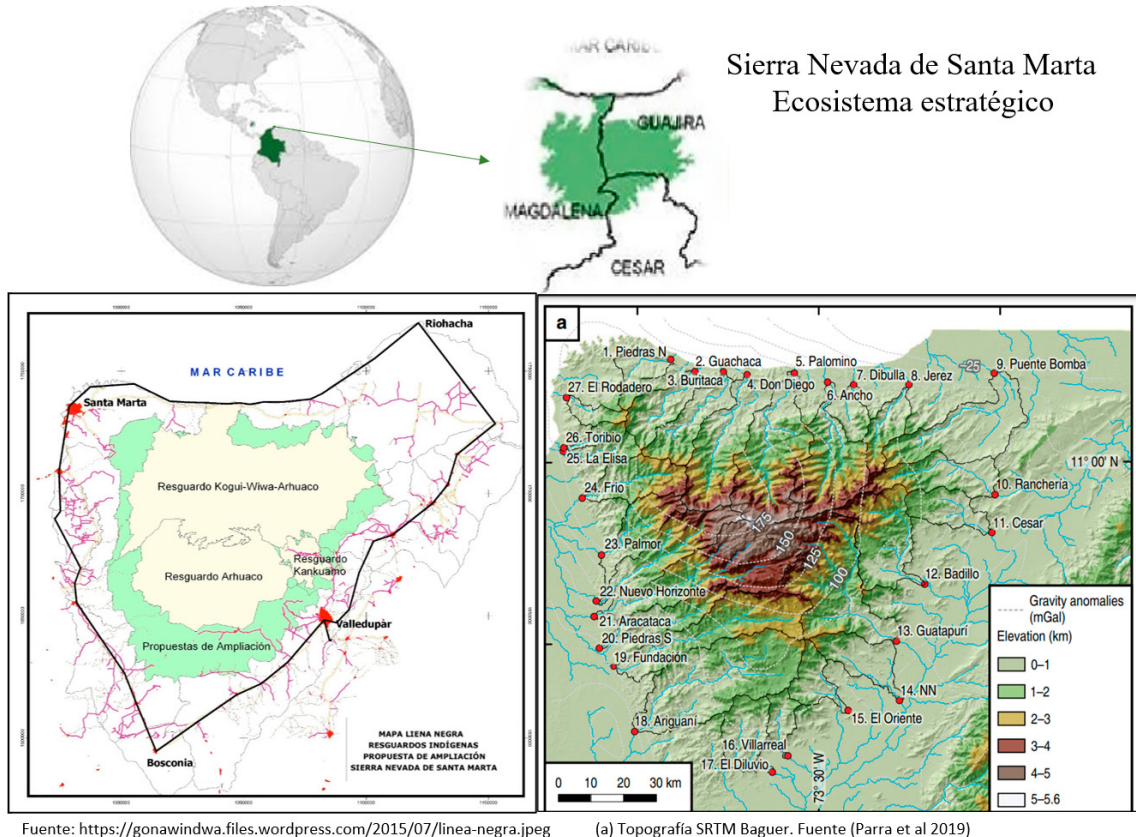 Sierra Nevada de Santa Marta
Ecosistema estratégico
MAR CARIBE
GUAJIRA
MAGDALENA
CESAR
MAR CARIBE
Riohacha
Santa Marta
Resguardo Kogui-Wiwa-Arhuaco
Resguardo
Kankuamo
Resguardo Arhuaco
Valledupàr
Propuestas de Ampliación
Bosconia
MAPA LIENA NEGRA
RESGUARDOS INDÍGENAS
PROPUESTA DE AMPLIACIÓN
SIERRA NEVADA DE SANTA MARTA
a
1. Piedras N
2. Guachaca
3. Buritaca
4. Don Diego
5. Palomino
6. Ancho
7. Dibulla
8. Jerez
9. Puente Bomba
-25
27. El Rodadero
26. Toribio
25. La Elisa
24. Frio
11° 00' N
10. Ranchería
11. Cesar
12. Badillo
175
150
125
100
23. Palmor
22. Nuevo Horizonte
21. Aracataca
20. Piedras S
19. Fundación
18. Ariguaní
13. Guatapurí
14. NN
15. El Oriente
16. Villarreal
17. El Diluvio
73° 30' W
Gravity anomalies
(mGal)
Elevation (km)
0–1
1–2
2–3
3–4
4–5
5–5.6
0 10 20 30 km
Fuente: https://gonawindwa.files.wordpress.com/2015/07/linea-negra.jpeg
(a) Topografía SRTM Baguer. Fuente (Parra et al 2019)